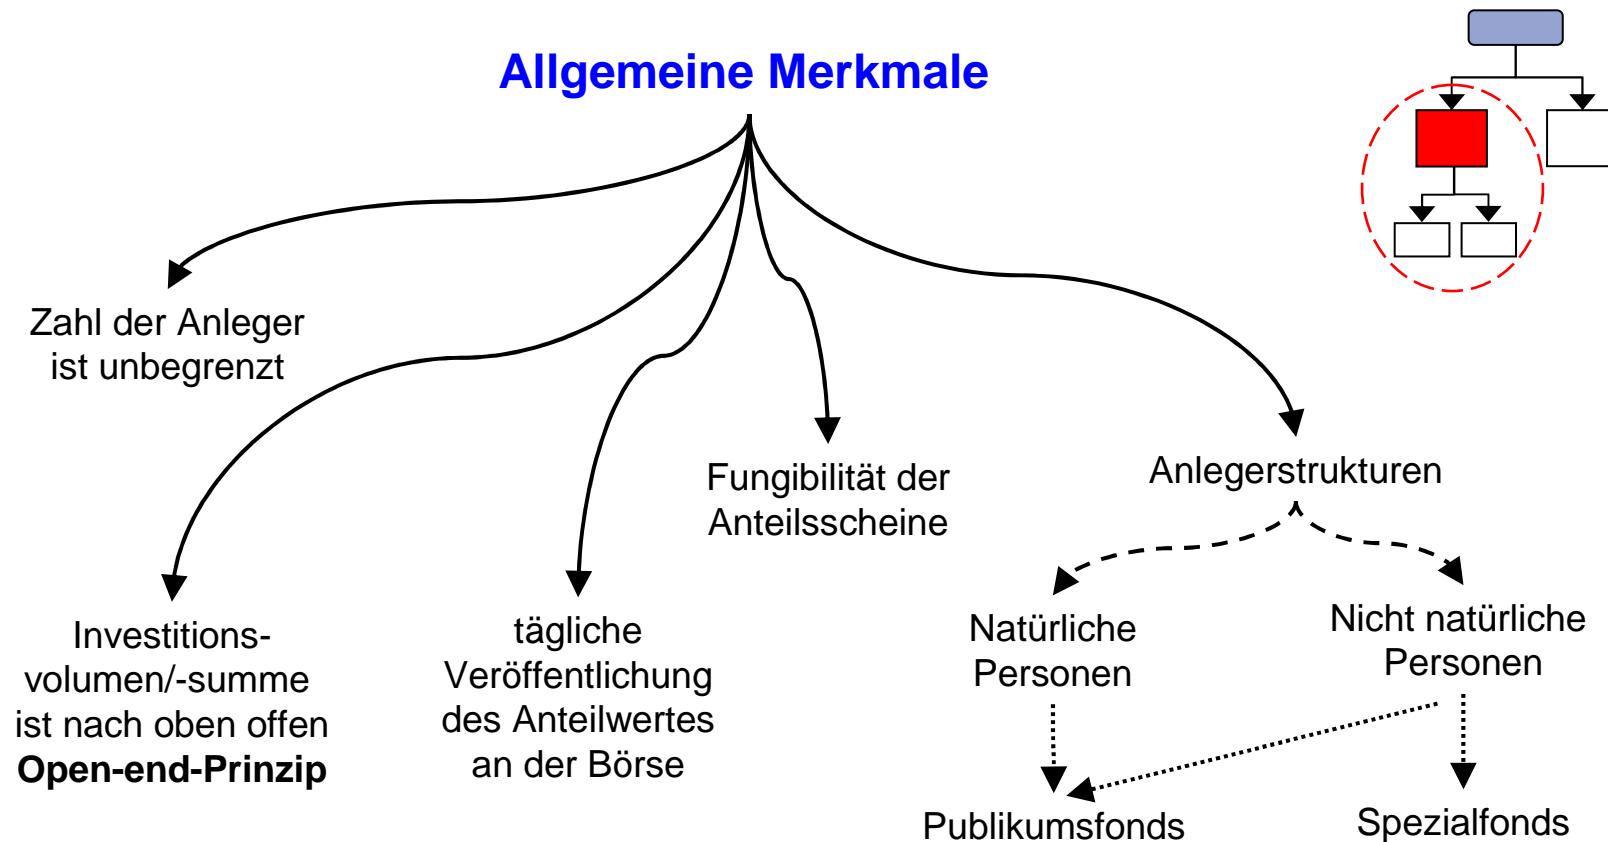 Allgemeine Merkmale
Zahl der Anleger
ist unbegrenzt
Investitions-
volumen/-summe
ist nach oben offen
Open-end-Prinzip
tägliche
Veröffentlichung
des Anteilwertes
an der Börse
Fungibilität der
Anteilsscheine
Anlegerstrukturen
Natürliche
Personen
Nicht natürliche
Personen
Publikumsfonds
Spezialfonds